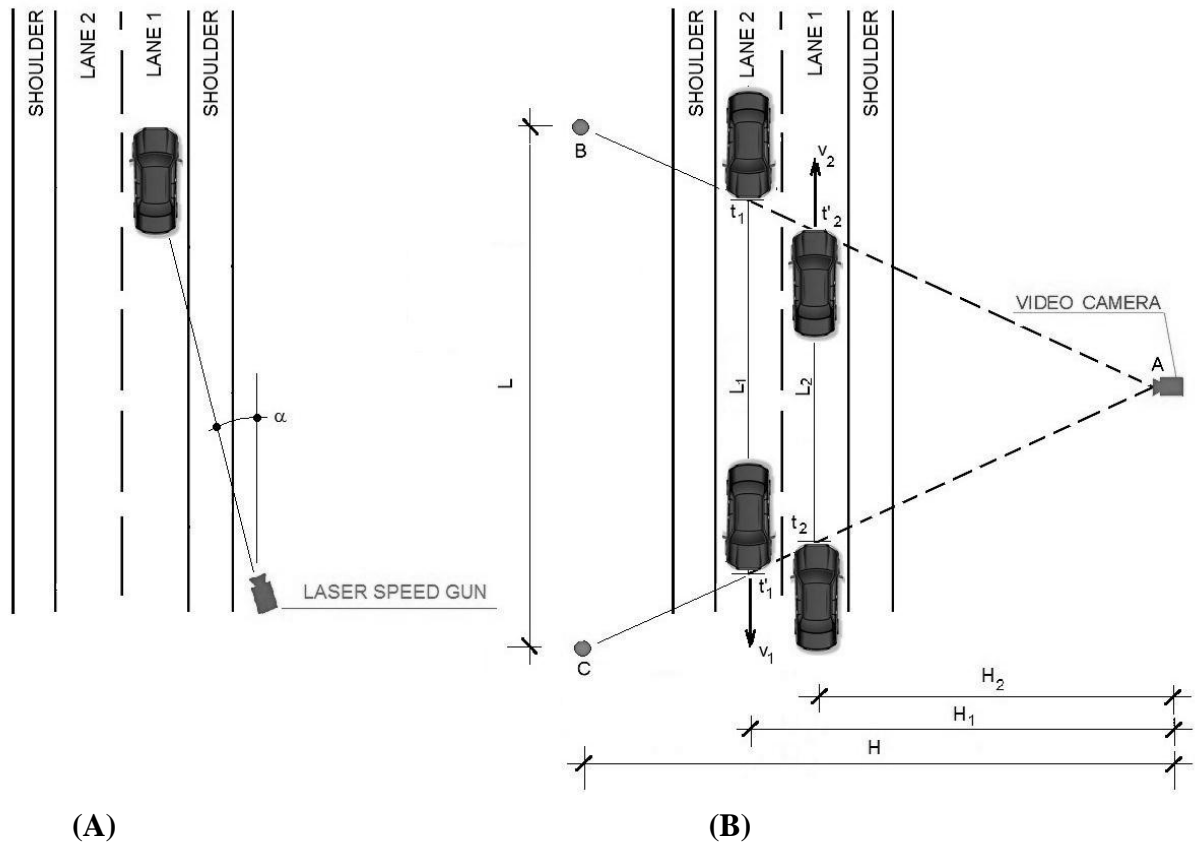 SHOULDER
LANE 2
LANE 1
SHOULDER
α
LASER SPEED GUN
(A)
SHOULDER
LANE 2
LANE 1
SHOULDER
B
v₂
t₁
t'₂
VIDEO CAMERA
A
L
L₁
L₂
t₂
t'₁
C
v₁
H₂
H₁
H
(B)